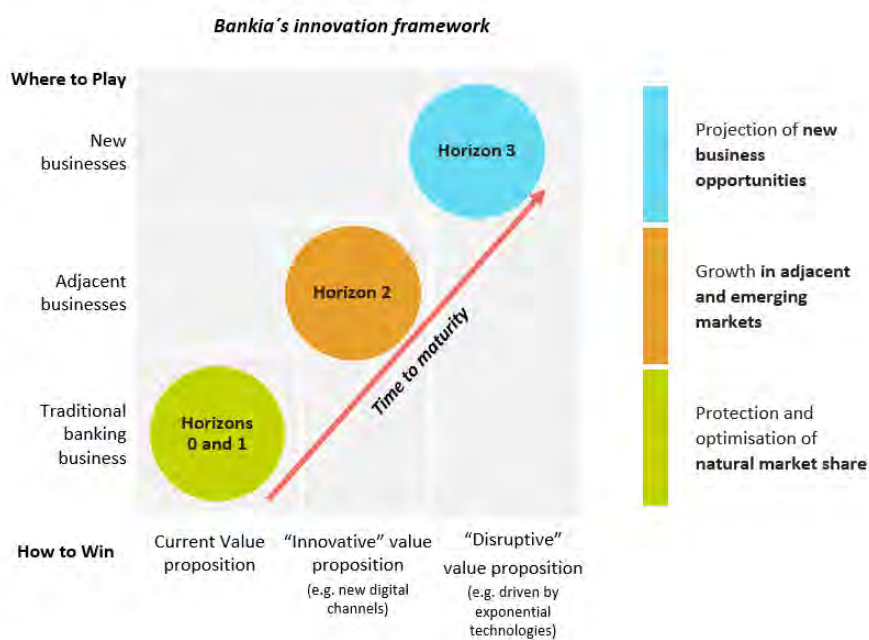 Bankia´s innovation framework
Where to Play
New
businesses
Horizon 3
Projection of new
business
opportunities
Adjacent
businesses
Horizon 2
Growth in adjacent
and emerging
markets
Time to maturity
Traditional
banking
business
Horizons
0 and 1
Protection and
optimisation of
natural market share
How to Win
Current Value
proposition
“Innovative” value
proposition
(e.g. new digital
channels)
“Disruptive”
value proposition
(e.g. driven by
exponential
technologies)